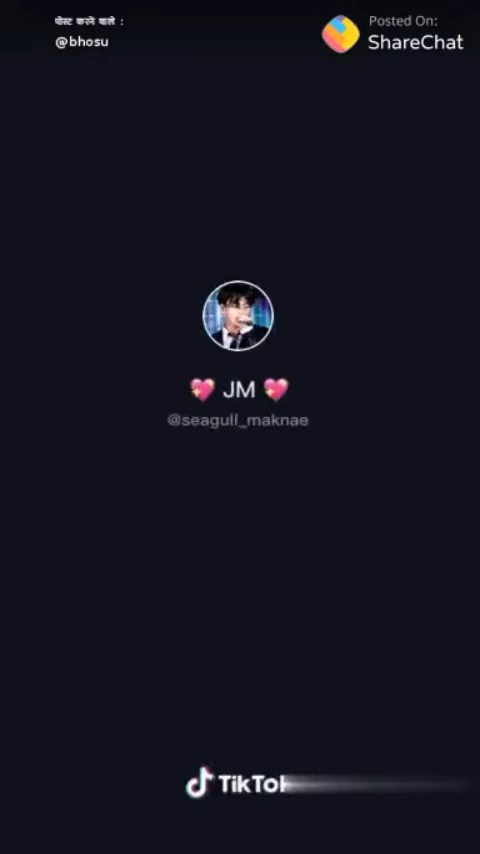 पोस्ट करने वाले :
@bhosu
Posted On:
ShareChat
💖 JM 💖
@seagull_maknae
TikTok